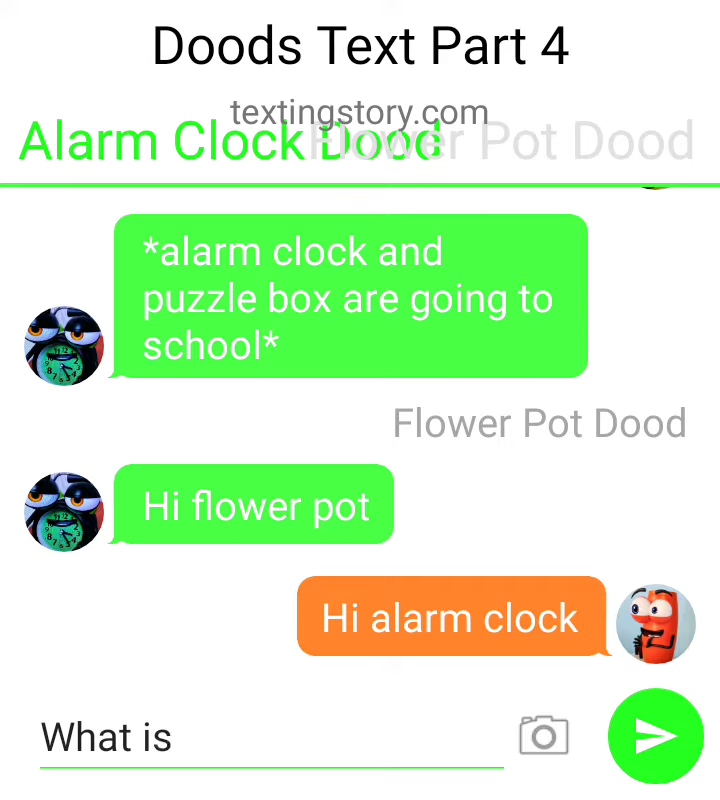 Doods Text Part 4
textingstory.com
Alarm Clock Dood Flower Pot Dood
*alarm clock and
puzzle box are going to
school*
Flower Pot Dood
Hi flower pot
Hi alarm clock
What is